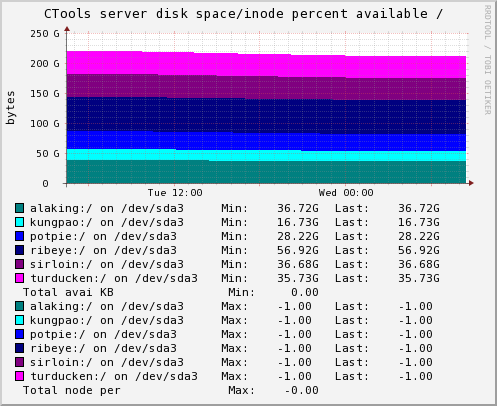 CTools server disk space/inode percent available /
RRDTOOL / TOBI OETIKER
bytes
250 G
200 G
150 G
100 G
50 G
0
Tue 12:00 Wed 00:00
alaking:/ on /dev/sda3 Min: 36.72G Last: 36.72G
kungpao:/ on /dev/sda3 Min: 16.73G Last: 16.73G
potpie:/ on /dev/sda3 Min: 28.22G Last: 28.22G
ribeye:/ on /dev/sda3 Min: 56.92G Last: 56.92G
sirloin:/ on /dev/sda3 Min: 36.68G Last: 36.68G
turducken:/ on /dev/sda3 Min: 35.73G Last: 35.73G
Total avai KB Min: 0.00
alaking:/ on /dev/sda3 Max: -1.00 Last: -1.00
kungpao:/ on /dev/sda3 Max: -1.00 Last: -1.00
potpie:/ on /dev/sda3 Max: -1.00 Last: -1.00
ribeye:/ on /dev/sda3 Max: -1.00 Last: -1.00
sirloin:/ on /dev/sda3 Max: -1.00 Last: -1.00
turducken:/ on /dev/sda3 Max: -1.00 Last: -1.00
Total node per Max: -0.00